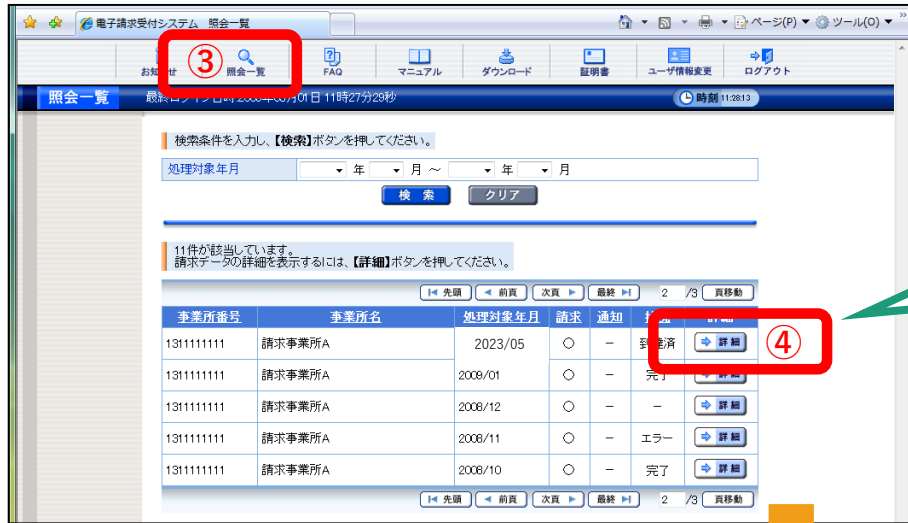 電子請求受付システム 照会一覧
ページ(P) ツール(O) »
③
照会一覧 FAQ マニュアル ダウンロード 証明書 ユーザ情報変更 ログアウト
照会一覧 01日 11時27分29秒 時刻 11:28:13
検索条件を入力し、【検索】ボタンを押してください。
処理対象年月 年 月 ～ 年 月
検 索 クリア
11件が該当しています。
請求データの詳細を表示するには、【詳細】ボタンを押してください。
先頭 前頁 次頁 最終 2 /3 頁移動
事業所番号 事業所名 処理対象年月 請求 通知
1311111111 請求事業所A 2023/05 ○ － 詳細 ④
1311111111 請求事業所A 2009/01 ○ － 完了
1311111111 請求事業所A 2008/12 ○ － － 詳細
1311111111 請求事業所A 2008/11 ○ － エラー 詳細
1311111111 請求事業所A 2008/10 ○ － 完了 詳細
先頭 前頁 次頁 最終 2 /3 頁移動